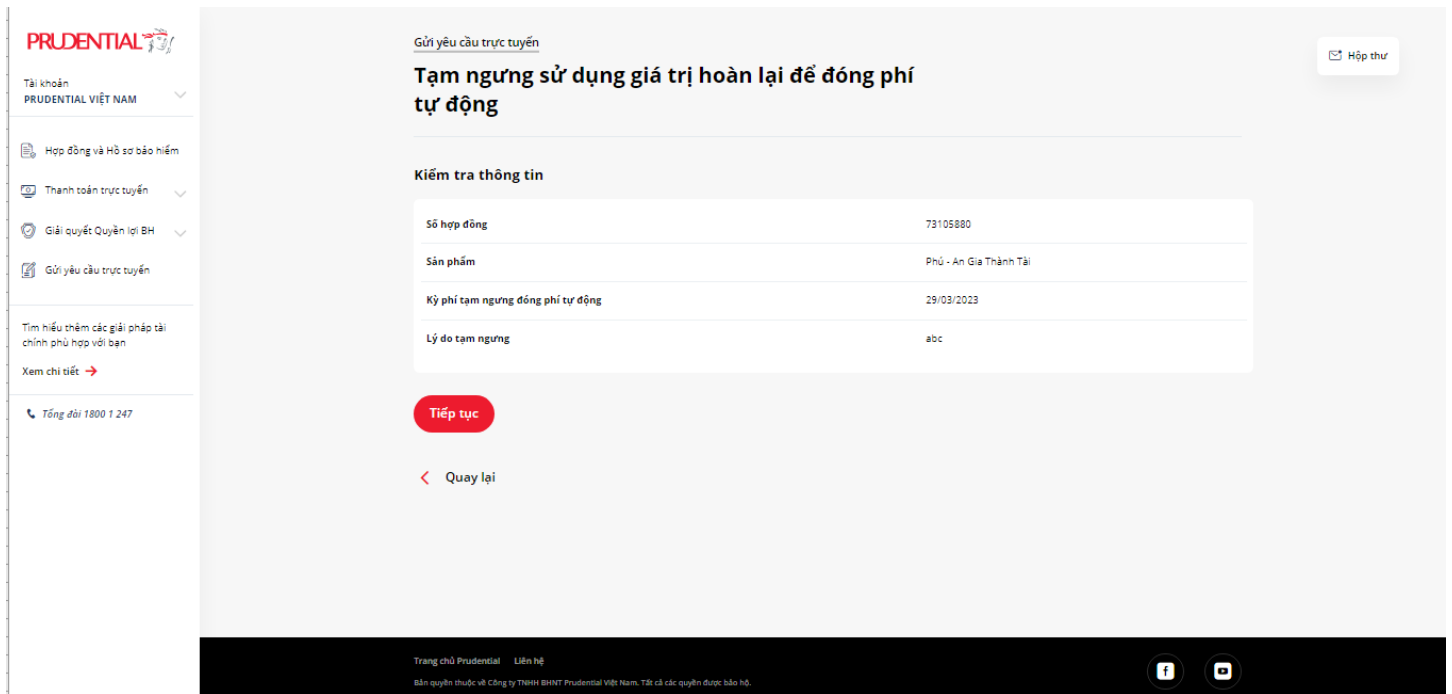 PRUDENTIAL
Tài khoản
PRUDENTIAL VIỆT NAM
Hợp đồng và Hồ sơ bảo hiểm
Thanh toán trực tuyến
Giải quyết Quyền lợi BH
Gửi yêu cầu trực tuyến
Tìm hiểu thêm các giải pháp tài
chính phù hợp với bạn
Xem chi tiết
Tổng đài 1800 1 247
Gửi yêu cầu trực tuyến
Tạm ngưng sử dụng giá trị hoàn lại để đóng phí
tự động
Hộp thư
Kiểm tra thông tin
Số hợp đồng 73105880
Sản phẩm Phú - An Gia Thành Tài
Kỳ phí tạm ngưng đóng phí tự động 29/03/2023
Lý do tạm ngưng abc
Tiếp tục
Quay lại
Trang chủ Prudential Liên hệ
Bản quyền thuộc về Công ty TNHH BHNT Prudential Việt Nam. Tất cả các quyền được bảo hộ.